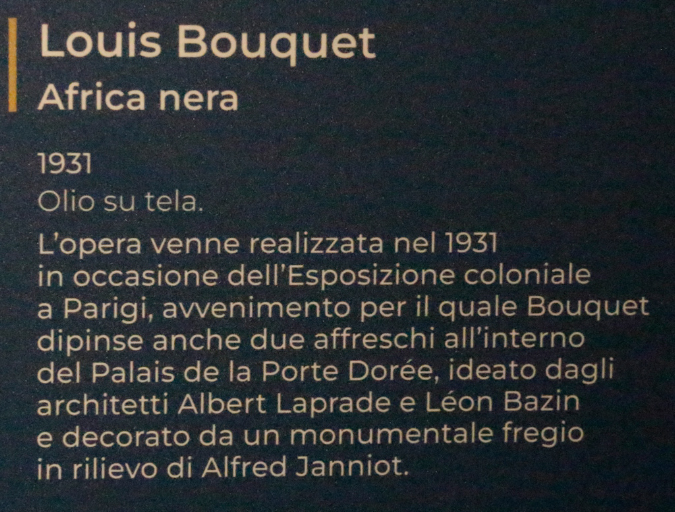 Louis Bouquet
Africa nera
1931
Olio su tela.
L'opera venne realizzata nel 1931
in occasione dell'Esposizione coloniale
a Parigi, avvenimento per il quale Bouquet
dipinse anche due affreschi all'interno
del Palais de la Porte Dorée, ideato dagli
architetti Albert Laprade e Léon Bazin
e decorato da un monumentale fregio
in rilievo di Alfred Janniot.